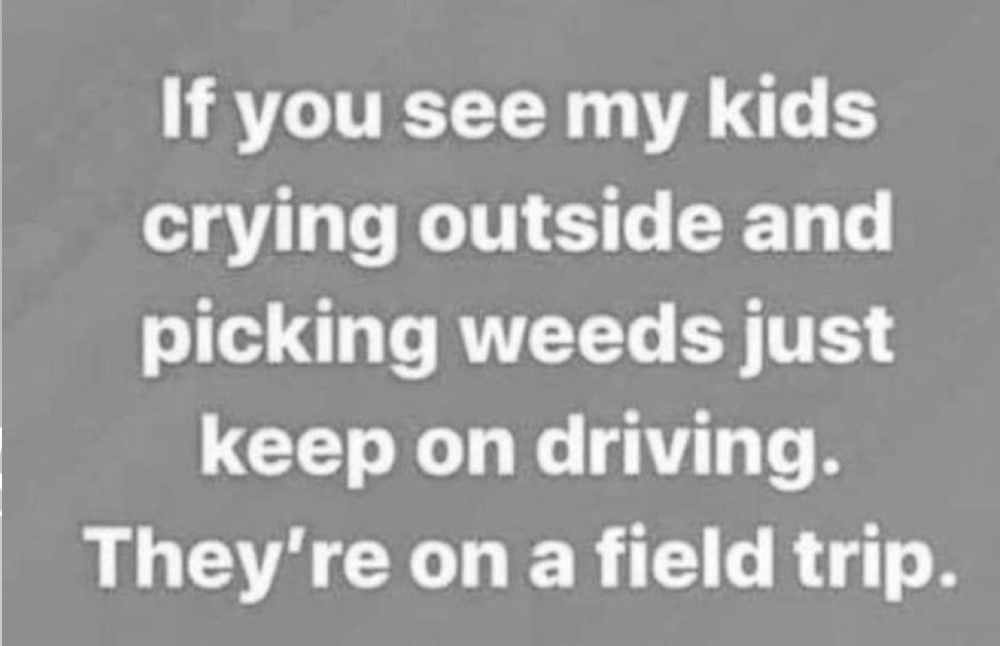 If you see my kids
crying outside and
picking weeds just
keep on driving.
They're on a field trip.